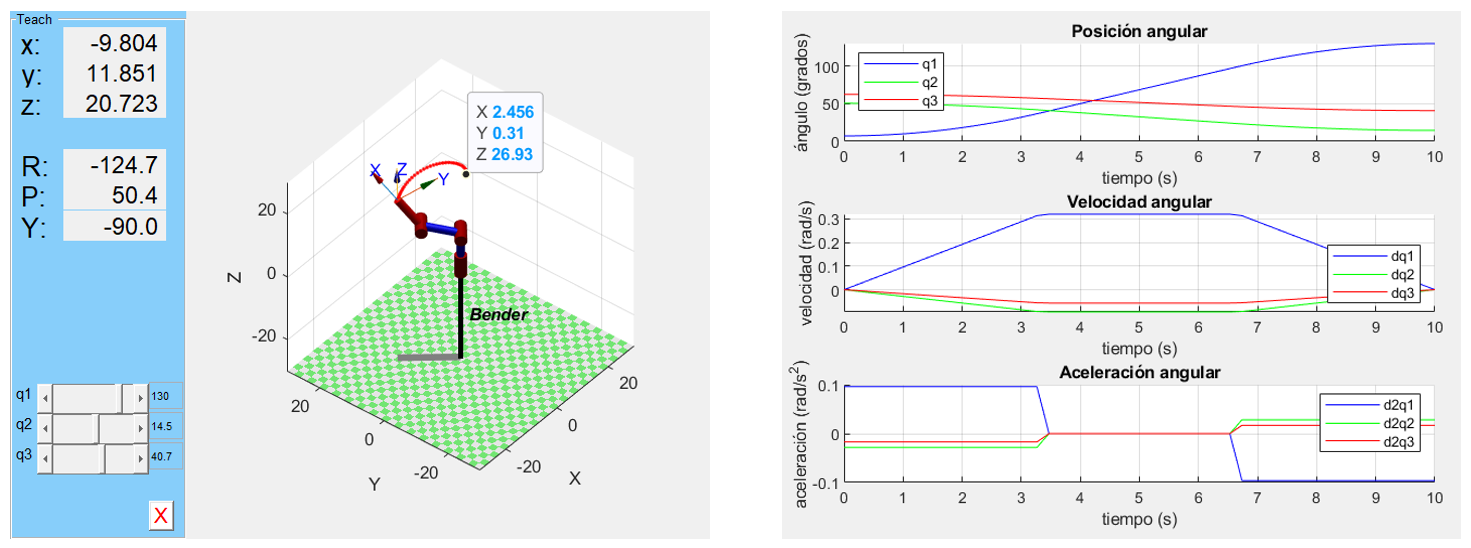 Teach
x: -9.804
y: 11.851
z: 20.723
R: -124.7
P: 50.4
Y: -90.0
q1 130
q2 14.5
q3 40.7
X
X 2.456
Y 0.31
Z 26.93
X Z Y
20
0
-20
Z
Bender
20
0
-20
Y
20
0
-20
X
Posición angular
ángulo (grados)
100
50
0
q1
q2
q3
0 1 2 3 4 5 6 7 8 9 10
tiempo (s)
Velocidad angular
velocidad (rad/s)
0.3
0.2
0.1
0
dq1
dq2
dq3
0 1 2 3 4 5 6 7 8 9 10
tiempo (s)
Aceleración angular
aceleración (rad/s²)
0.1
0
-0.1
d2q1
d2q2
d2q3
0 1 2 3 4 5 6 7 8 9 10
tiempo (s)